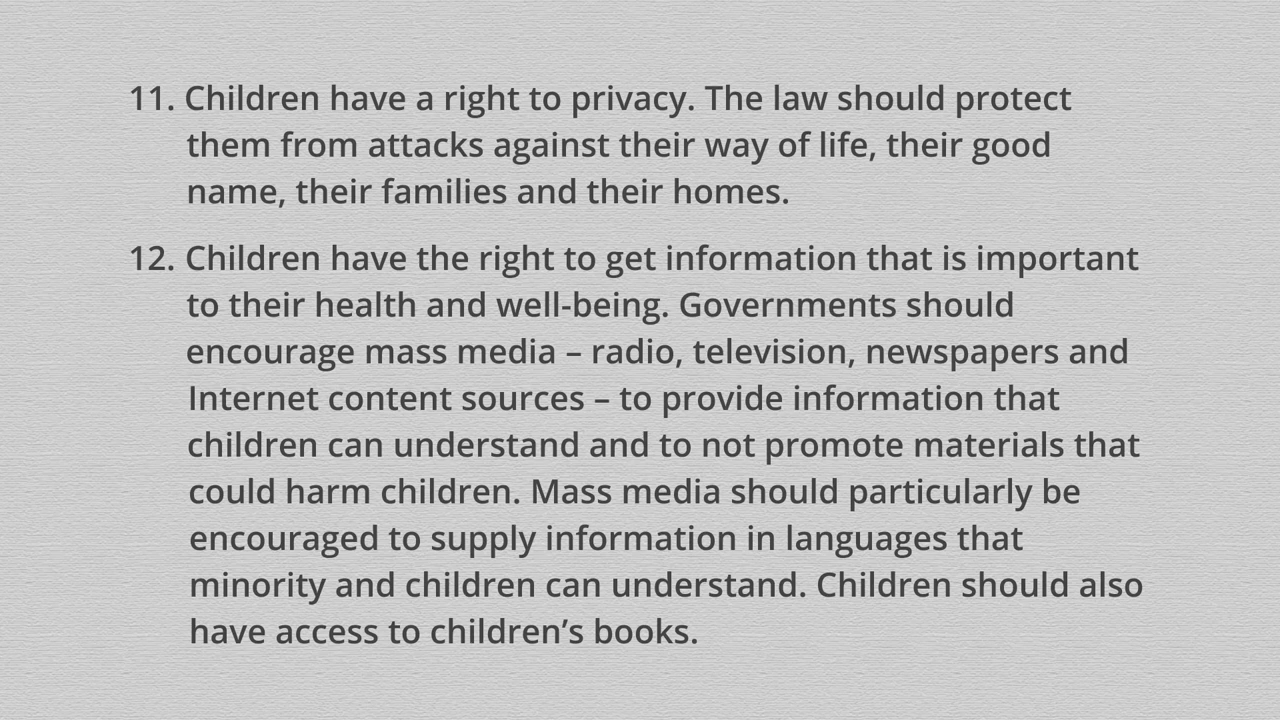 11. Children have a right to privacy. The law should protect
them from attacks against their way of life, their good
name, their families and their homes.
12. Children have the right to get information that is important
to their health and well-being. Governments should
encourage mass media – radio, television, newspapers and
Internet content sources – to provide information that
children can understand and to not promote materials that
could harm children. Mass media should particularly be
encouraged to supply information in languages that
minority and children can understand. Children should also
have access to children’s books.